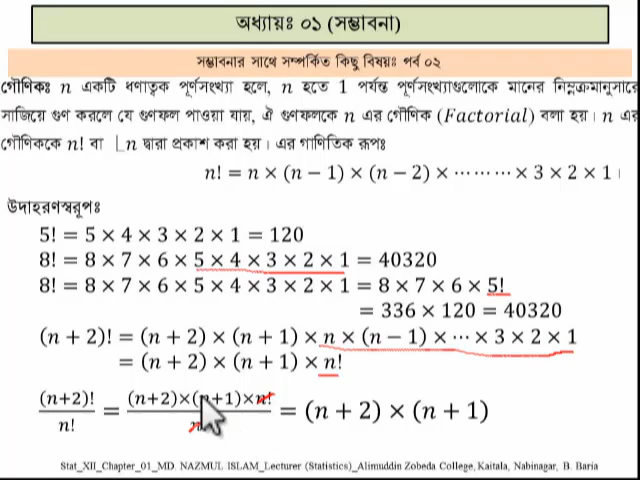 অধ্যায়ঃ ০১ (সম্ভাবনা)
সম্ভাবনার সাথে সম্পর্কিত কিছু বিষয়ঃ পর্ব ০২
গৌণিকঃ n একটি ধণাত্বক পূর্ণসংখ্যা হলে, n হতে 1 পর্যন্ত পূর্ণসংখ্যাগুলোকে মানের নিম্নক্রমানুসারে
সাজিয়ে গুণ করলে যে গুণফল পাওয়া যায়, ঐ গুণফলকে n এর গৌণিক (Factorial) বলা হয়। n এর
গৌণিককে n! বা ⌊n দ্বারা প্রকাশ করা হয়। এর গাণিতিক রূপঃ
n! = n × (n − 1) × (n − 2) × ⋯ ⋯ ⋯ × 3 × 2 × 1।
উদাহরণস্বরূপঃ
5! = 5 × 4 × 3 × 2 × 1 = 120
8! = 8 × 7 × 6 × 5 × 4 × 3 × 2 × 1 = 40320
8! = 8 × 7 × 6 × 5 × 4 × 3 × 2 × 1 = 8 × 7 × 6 × 5!
= 336 × 120 = 40320
(n + 2)! = (n + 2) × (n + 1) × n × (n − 1) × ⋯ × 3 × 2 × 1
= (n + 2) × (n + 1) × n!
(n+2)!/n! = (n+2)×(n+1)×n!/n! = (n + 2) × (n + 1)
Stat_XII_Chapter_01_MD. NAZMUL ISLAM_Lecturer (Statistics)_Alimuddin Zobeda College, Kaitala, Nabinagar, B. Baria